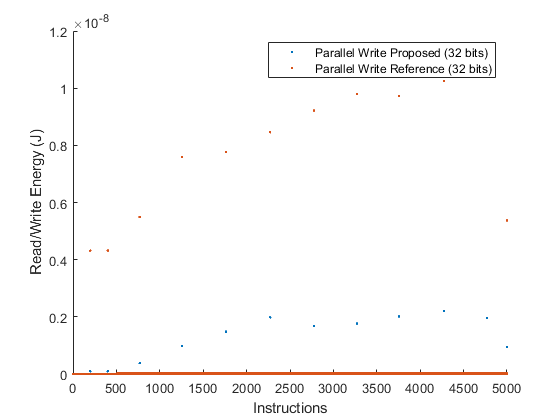 ×10⁻⁸
1.2
Parallel Write Proposed (32 bits)
Parallel Write Reference (32 bits)
1
0.8
0.6
0.4
0.2
0
Read/Write Energy (J)
0 500 1000 1500 2000 2500 3000 3500 4000 4500 5000
Instructions